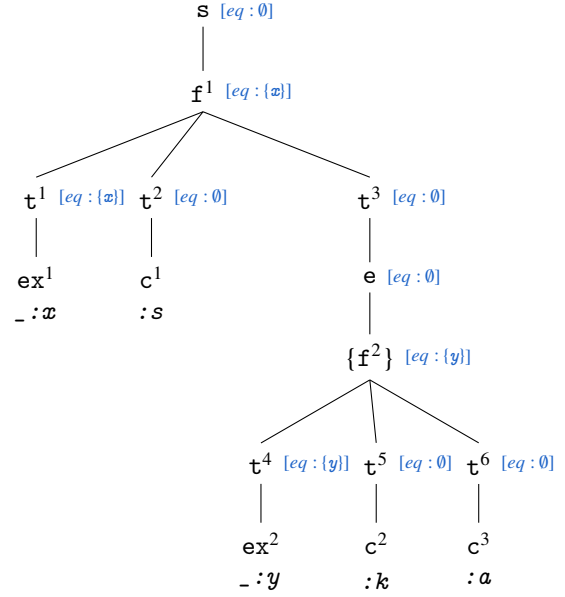 s [eq : ∅]
f¹ [eq : {x}]
t¹ [eq : {x}] t² [eq : ∅] t³ [eq : ∅]
ex¹ c¹ e [eq : ∅]
_:x :s
{f²} [eq : {y}]
t⁴ [eq : {y}] t⁵ [eq : ∅] t⁶ [eq : ∅]
ex² c² c³
_:y :k :a